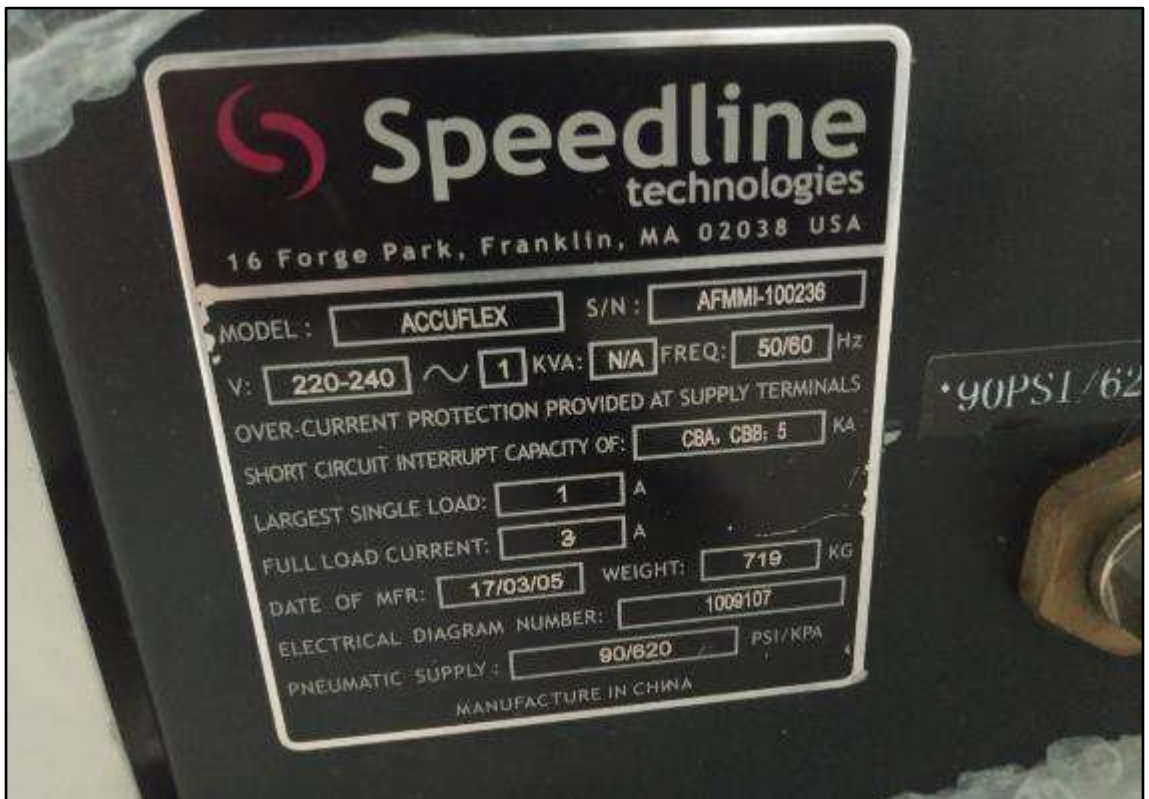 Speedline
technologies
16 Forge Park, Franklin, MA 02038 USA
MODEL: ACCUFLEX S/N: AFMMI-100236
V: 220-240 ~ 1 KVA: N/A FREQ: 50/60 Hz
OVER-CURRENT PROTECTION PROVIDED AT SUPPLY TERMINALS
SHORT CIRCUIT INTERRUPT CAPACITY OF: CBA, CBB; 5 KA
LARGEST SINGLE LOAD: 1 A
FULL LOAD CURRENT: 3 A
DATE OF MFR: 17/03/05 WEIGHT: 719 KG
ELECTRICAL DIAGRAM NUMBER: 1009107
PNEUMATIC SUPPLY: 90/620 PSI/KPA
MANUFACTURE IN CHINA
90PSI/62